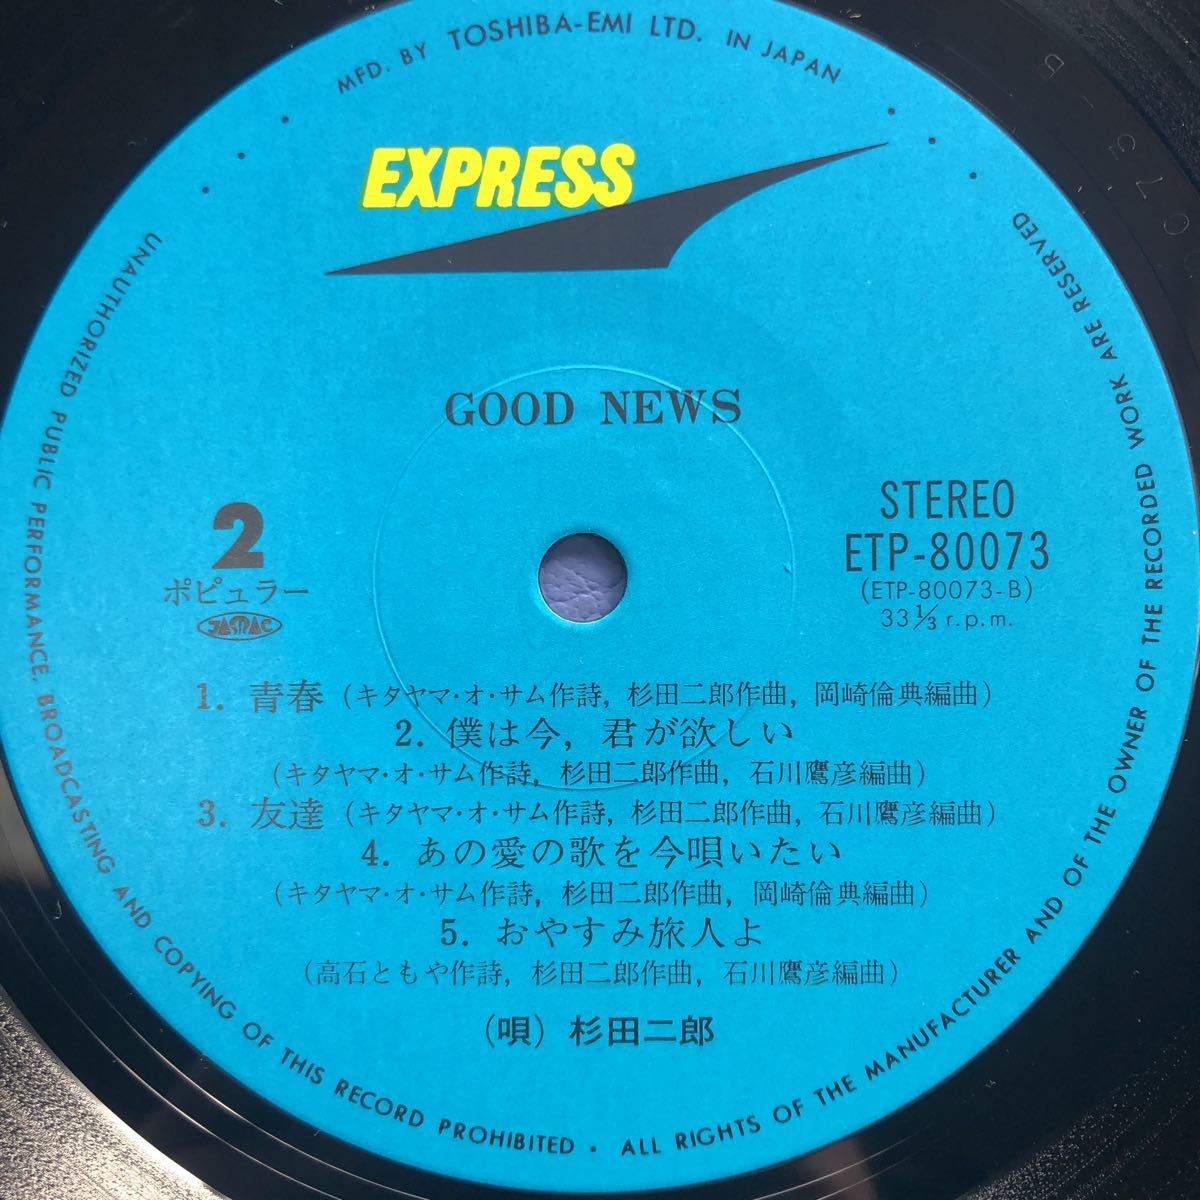 MFD. BY TOSHIBA-EMI LTD. IN JAPAN
EXPRESS
GOOD NEWS
2
ポピュラー
JASRAC
STEREO
ETP-80073
(ETP-80073-B)
33 1/3 r.p.m.
1. 青春 (キタヤマ・オ・サム作詩, 杉田二郎作曲, 岡崎倫典編曲)
2. 僕は今, 君が欲しい
(キタヤマ・オ・サム作詩, 杉田二郎作曲, 石川鷹彦編曲)
3. 友達 (キタヤマ・オ・サム作詩, 杉田二郎作曲, 石川鷹彦編曲)
4. あの愛の歌を今唄いたい
(キタヤマ・オ・サム作詩, 杉田二郎作曲, 岡崎倫典編曲)
5. おやすみ旅人よ
(高石ともや作詩, 杉田二郎作曲, 石川鷹彦編曲)
(唄) 杉田二郎
UNAUTHORIZED PUBLIC PERFORMANCE, BROADCASTING AND COPYING OF THIS RECORD PROHIBITED • ALL RIGHTS OF THE MANUFACTURER AND OF THE OWNER OF THE RECORDED WORK ARE RESERVED